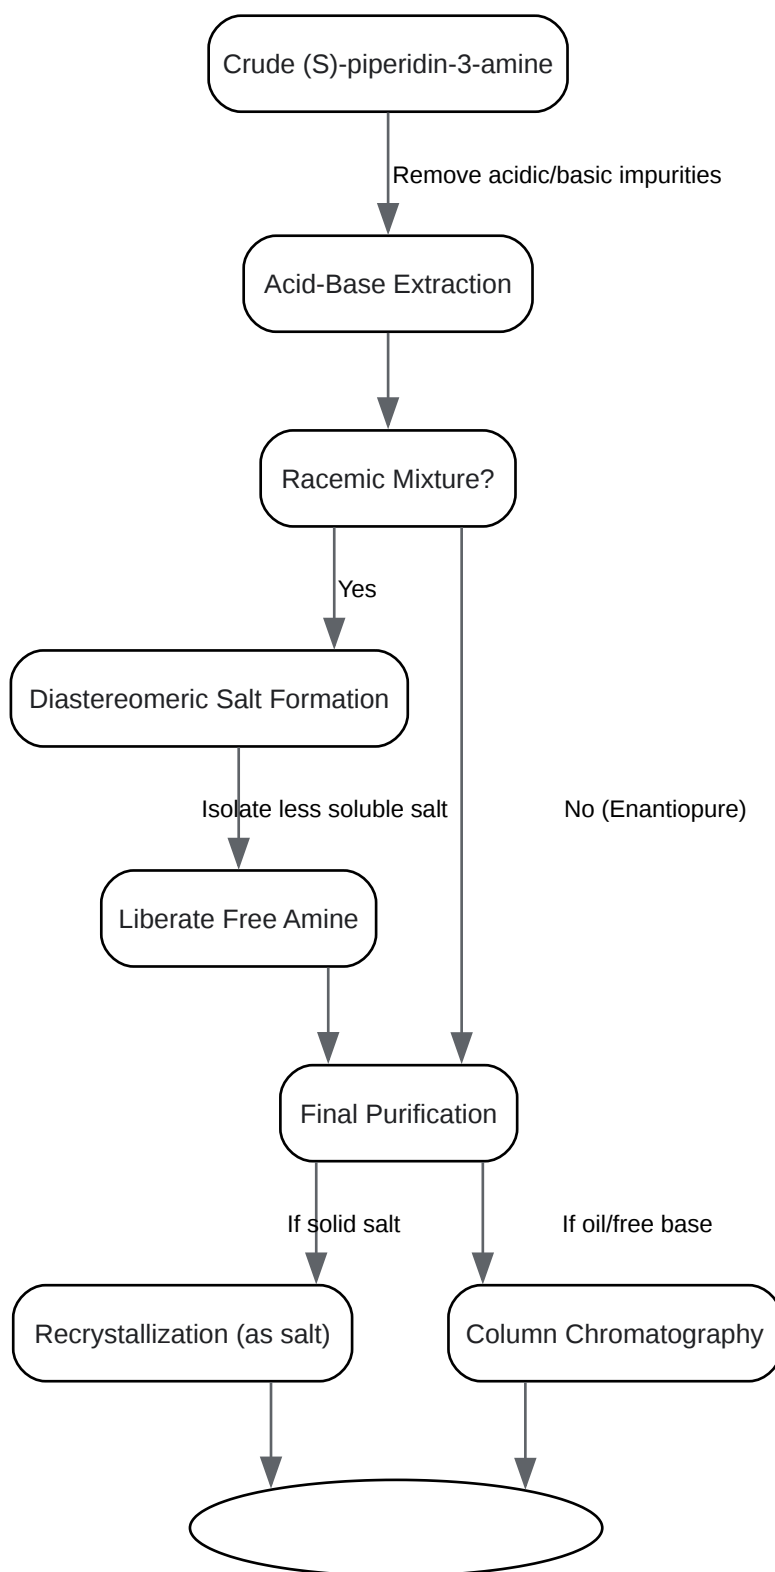 Crude (S)-piperidin-3-amine
Remove acidic/basic impurities
Acid-Base Extraction
Racemic Mixture?
Yes
Diastereomeric Salt Formation
Isolate less soluble salt
No (Enantiopure)
Liberate Free Amine
Final Purification
If solid salt
If oil/free base
Recrystallization (as salt)
Column Chromatography